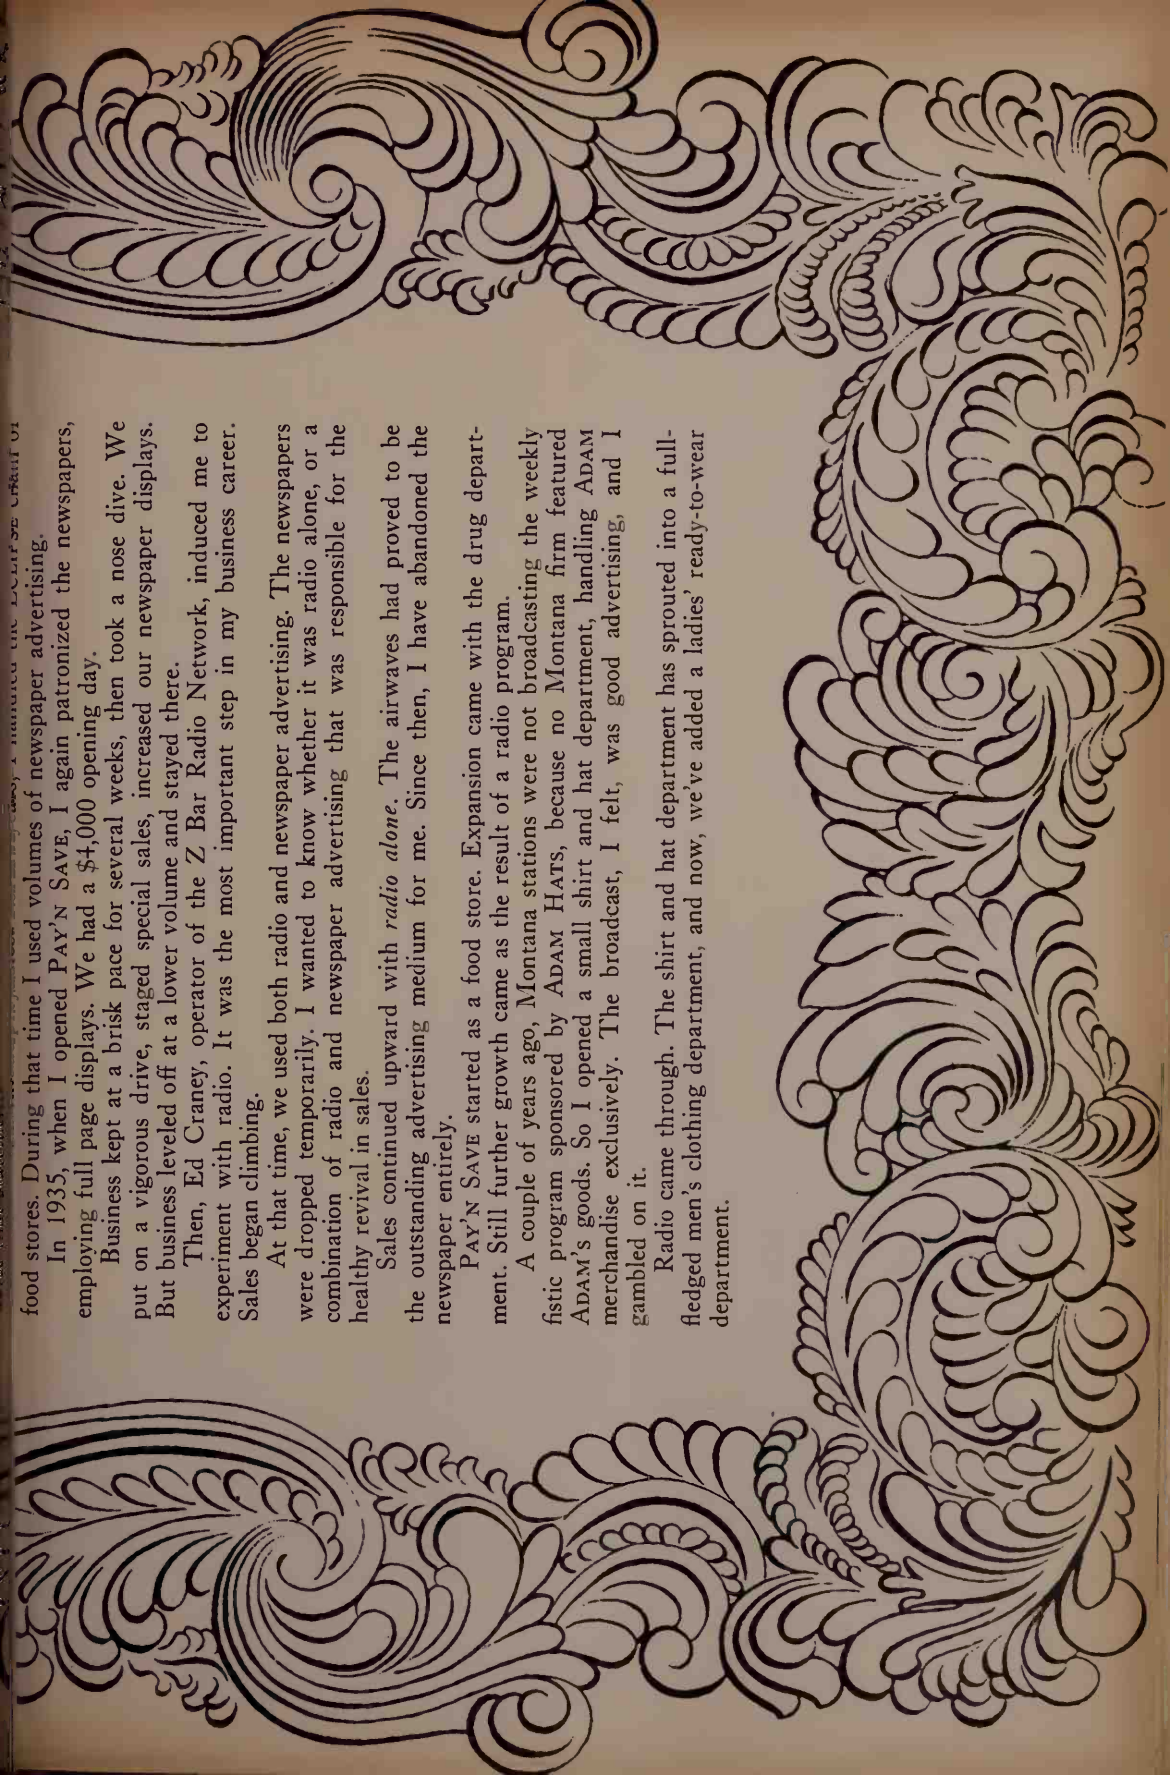 food stores. During that time I used volumes of newspaper advertising.
In 1935, when I opened PAY'N SAVE, I again patronized the newspapers,
employing full page displays. We had a $4,000 opening day.
Business kept at a brisk pace for several weeks, then took a nose dive. We
put on a vigorous drive, staged special sales, increased our newspaper displays.
But business leveled off at a lower volume and stayed there.
Then, Ed Craney, operator of the Z Bar Radio Network, induced me to
experiment with radio. It was the most important step in my business career.
Sales began climbing.
At that time, we used both radio and newspaper advertising. The newspapers
were dropped temporarily. I wanted to know whether it was radio alone, or a
combination of radio and newspaper advertising that was responsible for the
healthy revival in sales.
Sales continued upward with radio alone. The airwaves had proved to be
the outstanding advertising medium for me. Since then, I have abandoned the
newspaper entirely.
PAY'N SAVE started as a food store. Expansion came with the drug depart-
ment. Still further growth came as the result of a radio program.
A couple of years ago, Montana stations were not broadcasting the weekly
fistic program sponsored by ADAM HATS, because no Montana firm featured
ADAM's goods. So I opened a small shirt and hat department, handling ADAM
merchandise exclusively. The broadcast, I felt, was good advertising, and I
gambled on it.
Radio came through. The shirt and hat department has sprouted into a full-
fledged men's clothing department, and now, we've added a ladies' ready-to-wear
department.